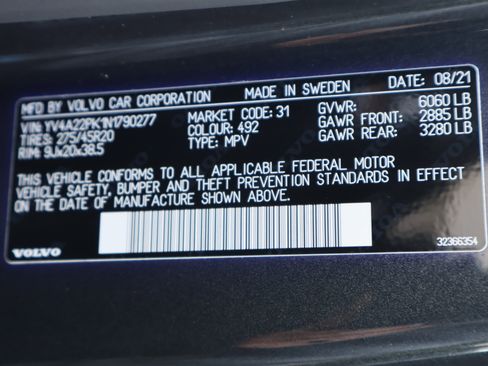 MFD BY VOLVO CAR CORPORATION MADE IN SWEDEN DATE: 08/21
VIN: YV4A22PK1N1790277 MARKET CODE: 31 GVWR: 6060 LB
TIRES: 275/45R20 COLOUR: 492 GAWR FRONT: 2885 LB
RIM: 9Jx20x38.5 TYPE: MPV GAWR REAR: 3280 LB
THIS VEHICLE CONFORMS TO ALL APPLICABLE FEDERAL MOTOR
VEHICLE SAFETY, BUMPER AND THEFT PREVENTION STANDARDS IN EFFECT
ON THE DATE OF MANUFACTURE SHOWN ABOVE.
VOLVO 32366354